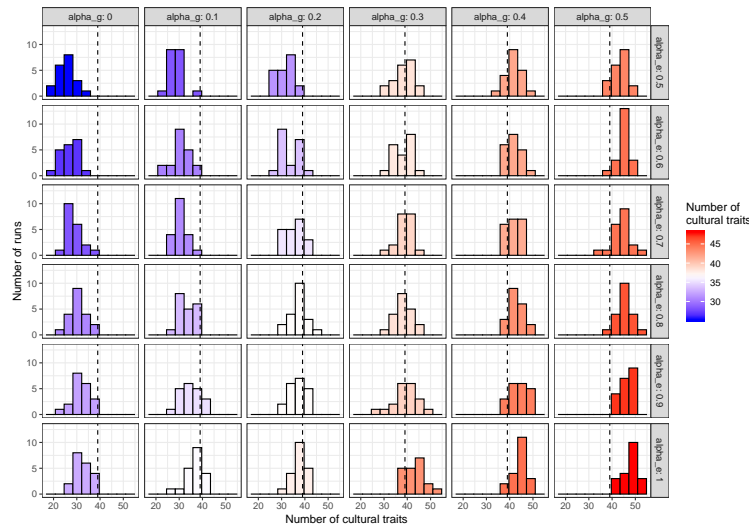 alpha_g: 0 alpha_g: 0.1 alpha_g: 0.2 alpha_g: 0.3 alpha_g: 0.4 alpha_g: 0.5
10
5
0
alpha_e: 0.5
10
5
0
alpha_e: 0.6
10
5
0
alpha_e: 0.7
10
5
0
alpha_e: 0.8
10
5
0
alpha_e: 0.9
10
5
0
alpha_e: 1
Number of runs
20 30 40 50 20 30 40 50 20 30 40 50 20 30 40 50 20 30 40 50 20 30 40 50
Number of cultural traits
Number of
cultural traits
45
40
35
30